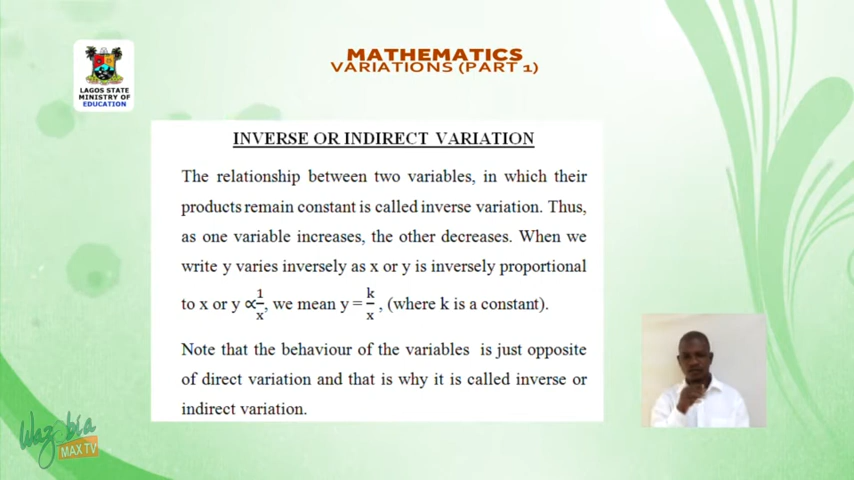 MATHEMATICS
VARIATIONS (PART 1)
LAGOS STATE
MINISTRY OF
EDUCATION
INVERSE OR INDIRECT VARIATION
The relationship between two variables, in which their
products remain constant is called inverse variation. Thus,
as one variable increases, the other decreases. When we
write y varies inversely as x or y is inversely proportional
to x or y ∝ 1/x, we mean y = k/x , (where k is a constant).
Note that the behaviour of the variables is just opposite
of direct variation and that is why it is called inverse or
indirect variation.
Wazobia
MAX TV